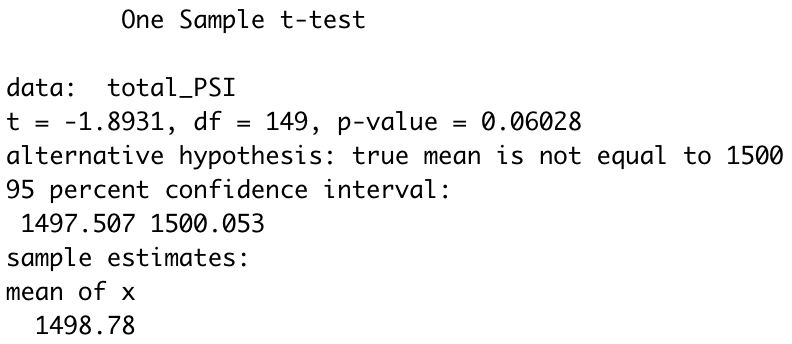 One Sample t-test
data:  total_PSI
t = -1.8931, df = 149, p-value = 0.06028
alternative hypothesis: true mean is not equal to 1500
95 percent confidence interval:
1497.507 1500.053
sample estimates:
mean of x
1498.78